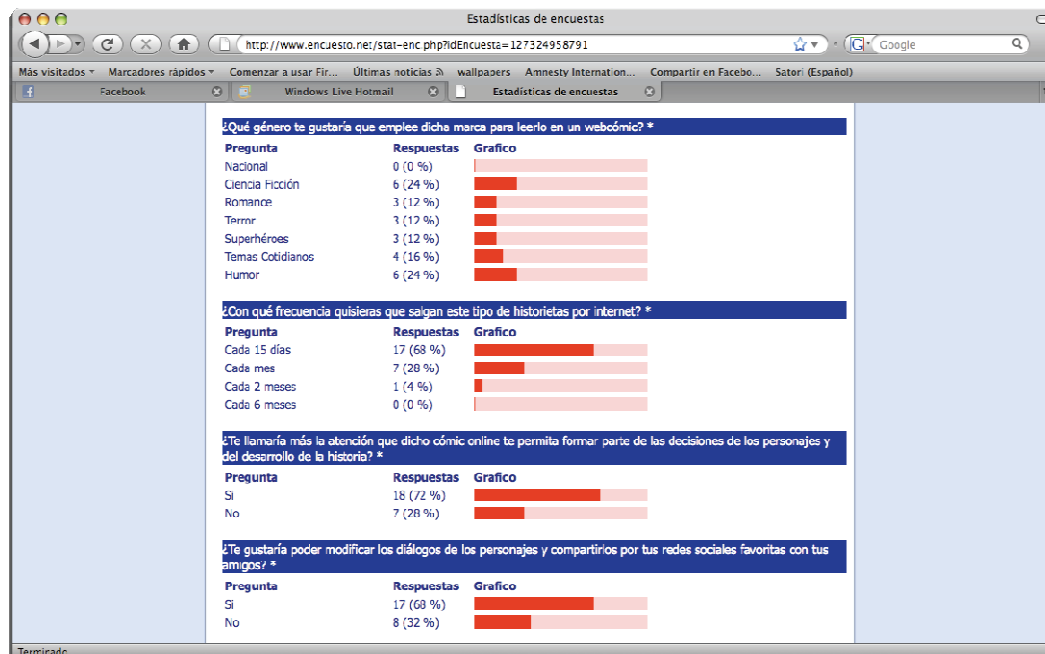 Estadísticas de encuestas
http://www.encuesto.net/stat-enc.php?idEncuesta=127324958791
Google
Más visitados Marcadores rápidos Comenzar a usar Fir... Últimas noticias wallpapers Amnesty Internation... Compartir en Facebo... Satori (Español)
Facebook Windows Live Hotmail Estadísticas de encuestas
¿Qué género te gustaría que emplee dicha marca para leerlo en un webcómic? *
Pregunta Respuestas Grafico
Nacional 0 (0 %)
Ciencia Ficción 6 (24 %)
Romance 3 (12 %)
Terror 3 (12 %)
Superhéroes 3 (12 %)
Temas Cotidianos 4 (16 %)
Humor 6 (24 %)
¿Con qué frecuencia quisieras que salgan este tipo de historietas por internet? *
Pregunta Respuestas Grafico
Cada 15 días 17 (68 %)
Cada mes 7 (28 %)
Cada 2 meses 1 (4 %)
Cada 6 meses 0 (0 %)
¿Te llamaría más la atención que dicho cómic online te permita formar parte de las decisiones de los personajes y
del desarrollo de la historia? *
Pregunta Respuestas Grafico
Si 18 (72 %)
No 7 (28 %)
¿Te gustaría poder modificar los diálogos de los personajes y compartirlos por tus redes sociales favoritas con tus
amigos? *
Pregunta Respuestas Grafico
Si 17 (68 %)
No 8 (32 %)
Terminado